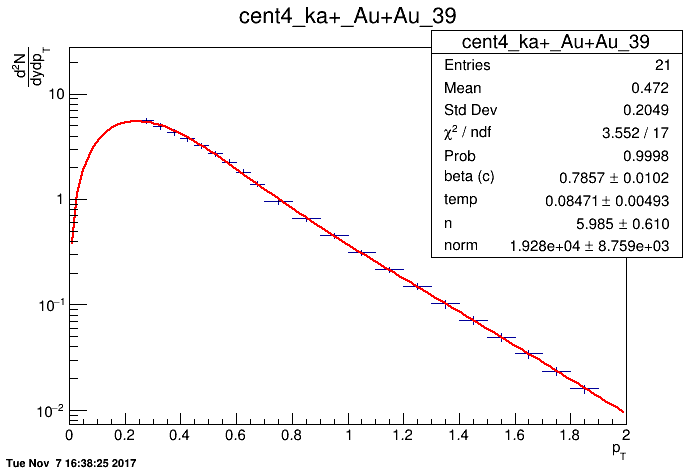 cent4_ka+_Au+Au_39
cent4_ka+_Au+Au_39
Entries 21
Mean 0.472
Std Dev 0.2049
χ² / ndf 3.552 / 17
Prob 0.9998
beta (c) 0.7857 ± 0.0102
temp 0.08471 ± 0.00493
n 5.985 ± 0.610
norm 1.928e+04 ± 8.759e+03
d²N
dydp_T
10
1
10⁻¹
10⁻²
0 0.2 0.4 0.6 0.8 1 1.2 1.4 1.6 1.8 2
p_T
Tue Nov 7 16:38:25 2017